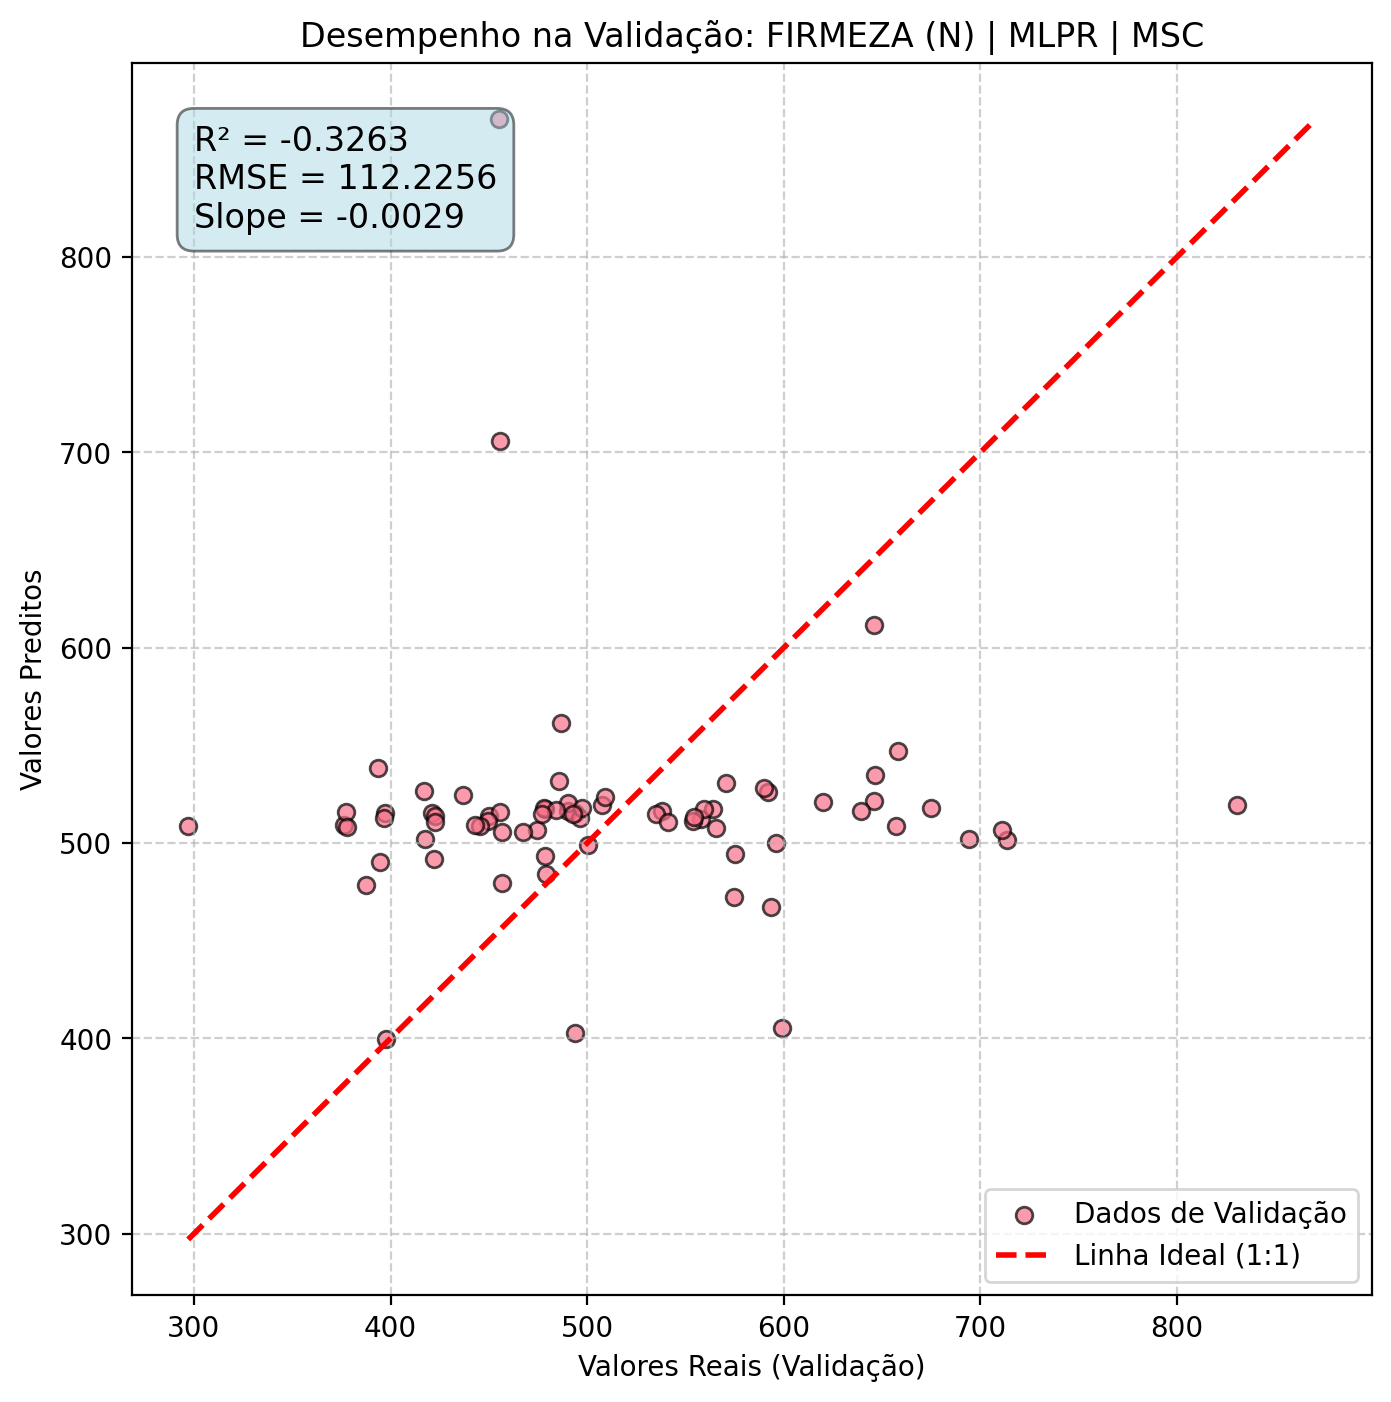 Desempenho na Validação: FIRMEZA (N) | MLPR | MSC
R² = -0.3263
RMSE = 112.2256
Slope = -0.0029
800
700
600
500
400
300
Valores Preditos
Dados de Validação
Linha Ideal (1:1)
300 400 500 600 700 800
Valores Reais (Validação)